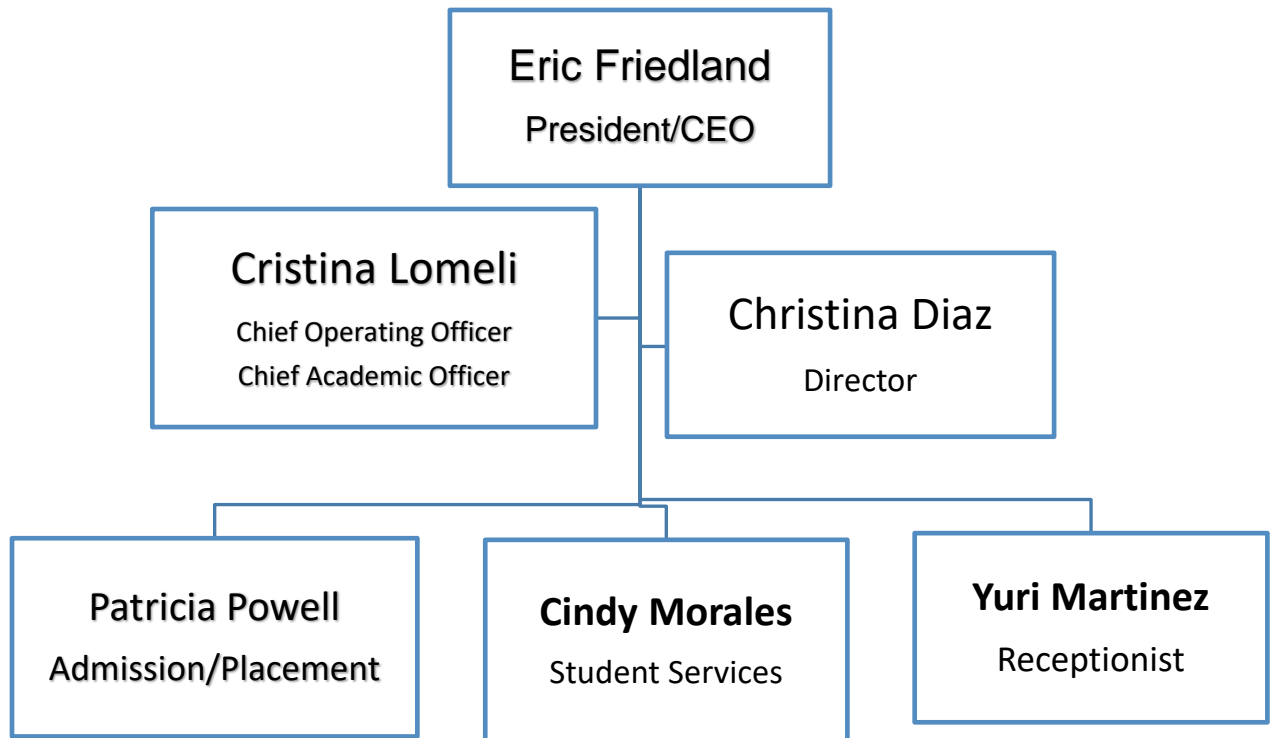 Eric Friedland
President/CEO
Cristina Lomeli
Chief Operating Officer
Chief Academic Officer
Christina Diaz
Director
Patricia Powell
Admission/Placement
Cindy Morales
Student Services
Yuri Martinez
Receptionist